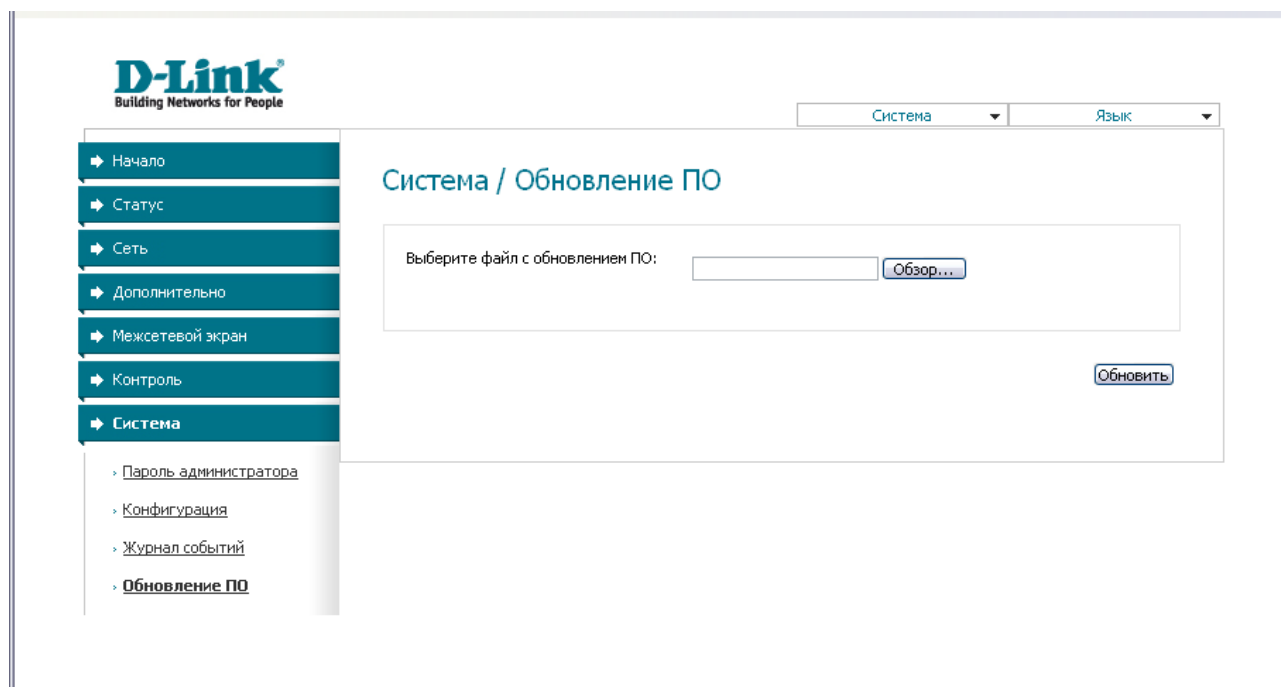 D-Link®
Building Networks for People
Система Язык
Начало
Статус
Сеть
Дополнительно
Межсетевой экран
Контроль
Система
Пароль администратора
Конфигурация
Журнал событий
Обновление ПО
Система / Обновление ПО
Выберите файл с обновлением ПО: Обзор...
Обновить